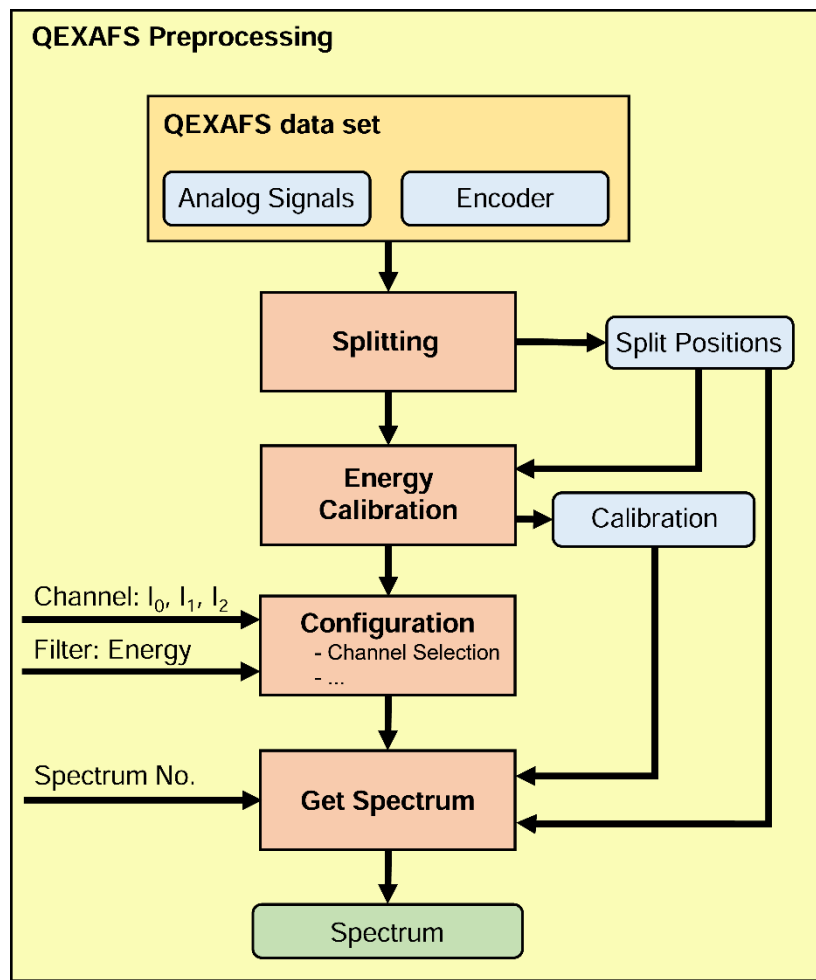 QEXAFS Preprocessing
QEXAFS data set
Analog Signals
Encoder
Splitting
Split Positions
Energy
Calibration
Calibration
Channel: I₀, I₁, I₂
Filter: Energy
Configuration
- Channel Selection
- ...
Spectrum No.
Get Spectrum
Spectrum